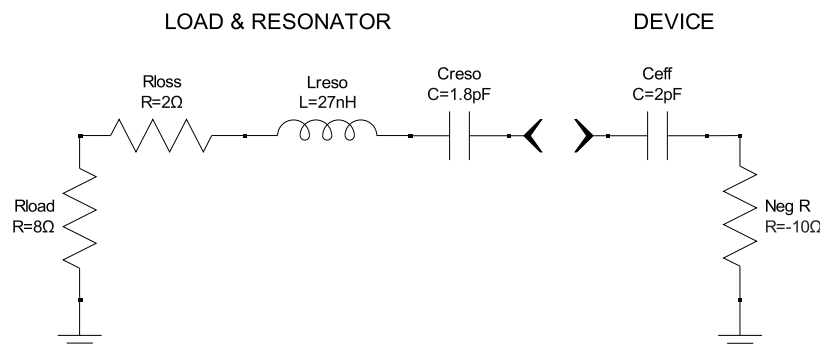 LOAD & RESONATOR
DEVICE
Rloss
R=2Ω
Lreso
L=27nH
Creso
C=1.8pF
Ceff
C=2pF
Rload
R=8Ω
Neg R
R=-10Ω